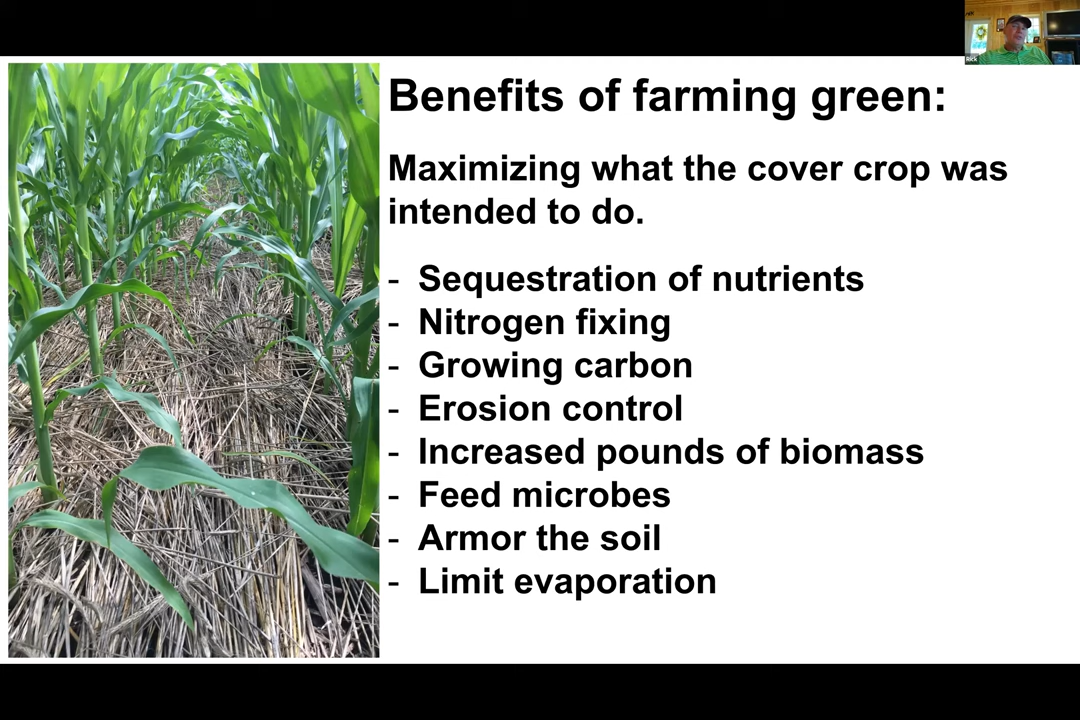 Rick
Benefits of farming green:
Maximizing what the cover crop was
intended to do.
- Sequestration of nutrients
- Nitrogen fixing
- Growing carbon
- Erosion control
- Increased pounds of biomass
- Feed microbes
- Armor the soil
- Limit evaporation